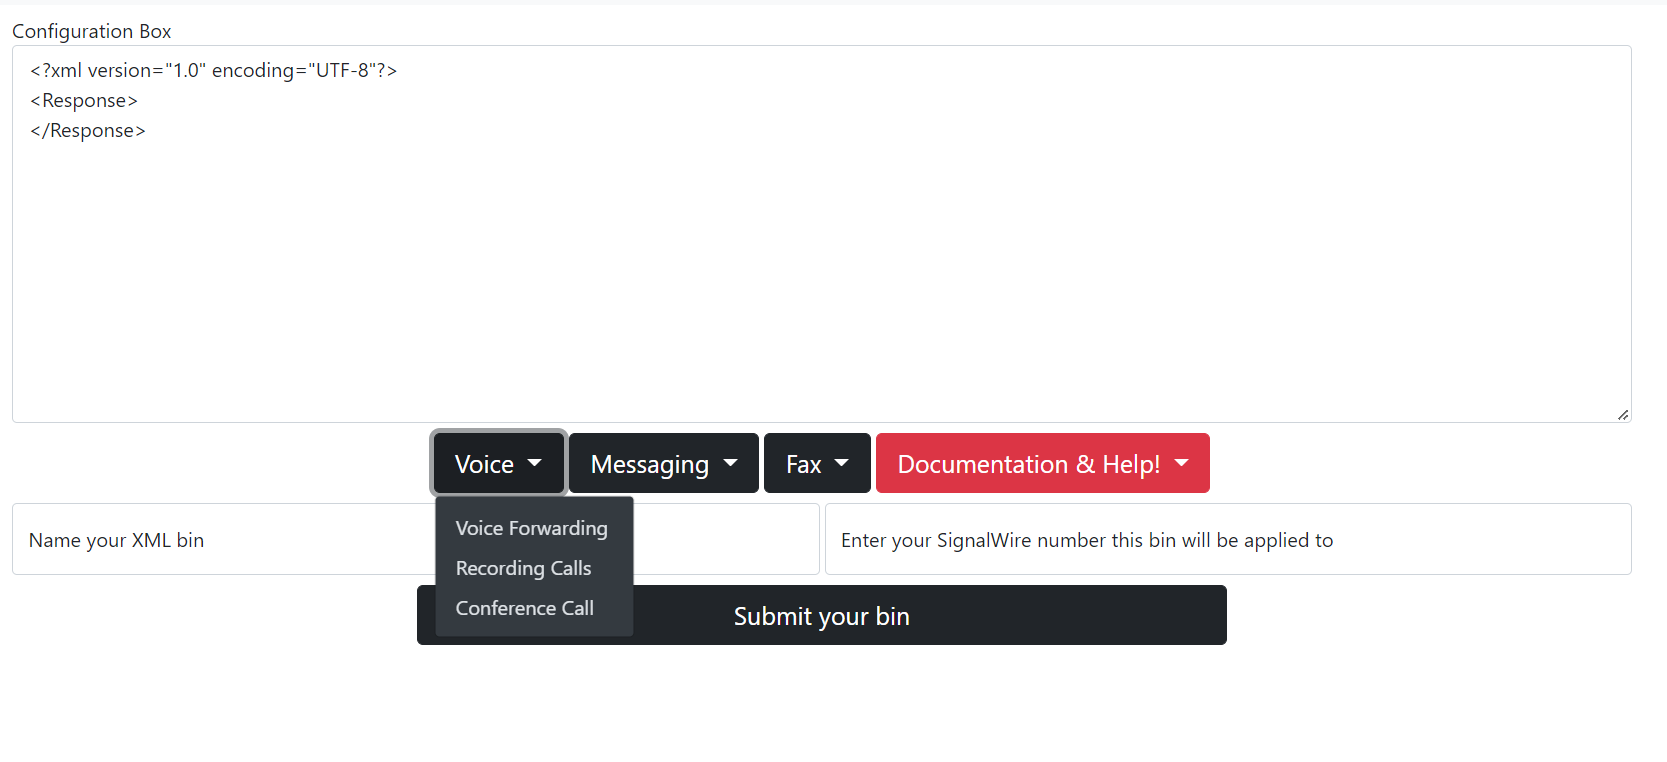 Configuration Box
<?xml version="1.0" encoding="UTF-8"?>
<Response>
</Response>
Voice
Messaging
Fax
Documentation & Help!
Voice Forwarding
Recording Calls
Conference Call
Name your XML bin
Enter your SignalWire number this bin will be applied to
Submit your bin